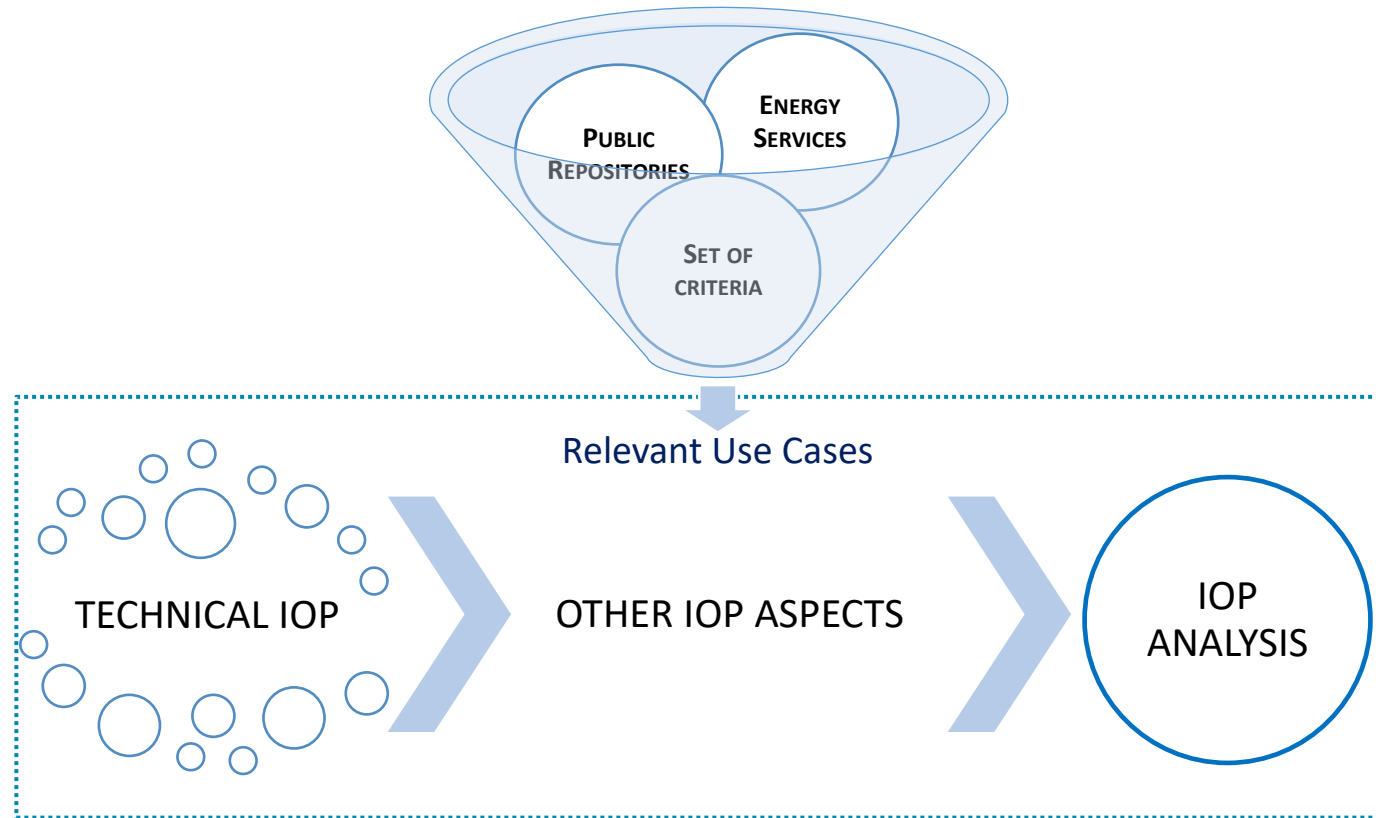 ENERGY
SERVICES
PUBLIC
REPOSITORIES
SET OF
CRITERIA
Relevant Use Cases
TECHNICAL IOP
OTHER IOP ASPECTS
IOP
ANALYSIS